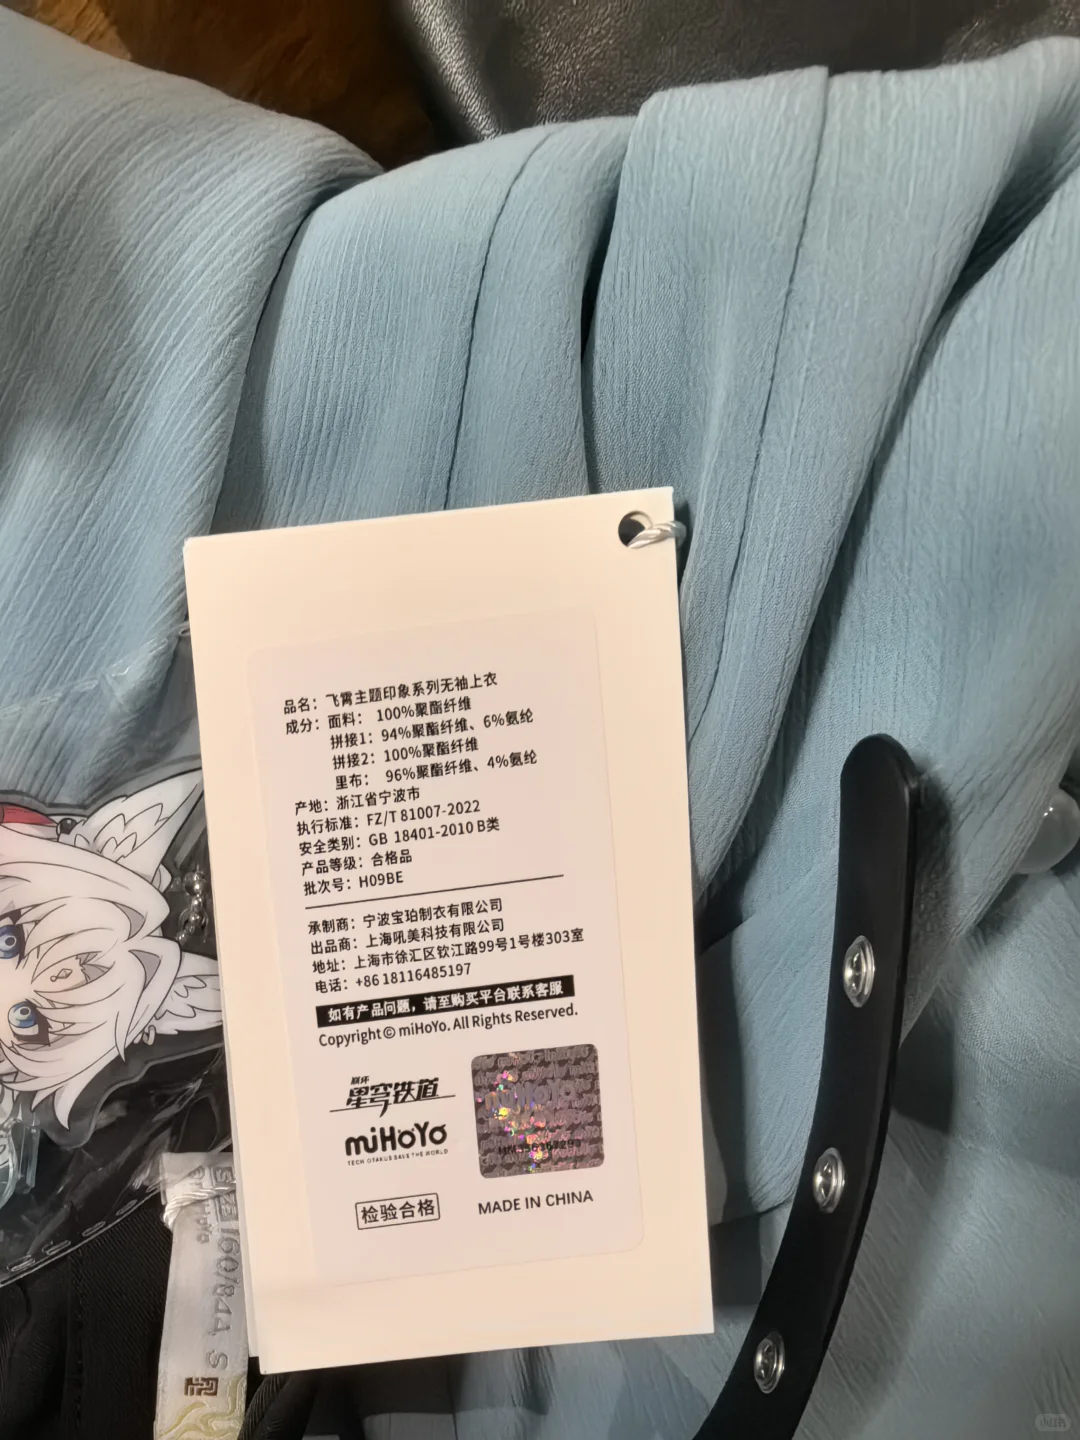 品名：飞霄主题印象系列无袖上衣
成分：面料： 100%聚酯纤维
拼接1：94%聚酯纤维、6%氨纶
拼接2：100%聚酯纤维
里布： 96%聚酯纤维、4%氨纶
产地：浙江省宁波市
执行标准：FZ/T 81007-2022
安全类别：GB 18401-2010 B类
产品等级：合格品
批次号：H09BE
承制商：宁波宝珀制衣有限公司
出品商：上海吼美科技有限公司
地址：上海市徐汇区钦江路99号1号楼303室
电话：+86 18116485197
如有产品问题，请至购买平台联系客服
Copyright © miHoYo. All Rights Reserved.
崩坏
星穹铁道
miHoYo
TECH OTAKUS SAVE THE WORLD
miHoYo
检验合格
MADE IN CHINA
SIZE 160/84A S